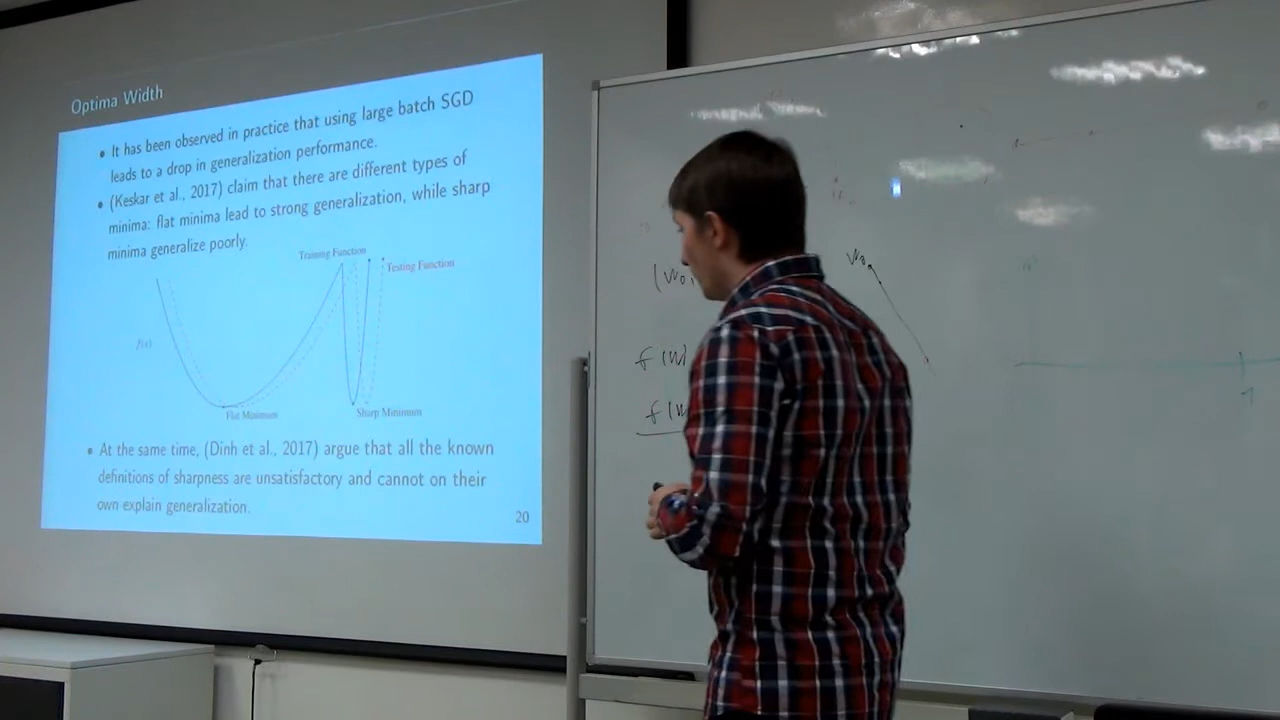 Optima Width
• It has been observed in practice that using large batch SGD
leads to a drop in generalization performance.
• (Keskar et al., 2017) claim that there are different types of
minima: flat minima lead to strong generalization, while sharp
minima generalize poorly.
Training Function
Testing Function
f(x)
Flat Minimum
Sharp Minimum
• At the same time, (Dinh et al., 2017) argue that all the known
definitions of sharpness are unsatisfactory and cannot on their
own explain generalization.
20
(w₀,
w₀
f(w)
f(w
1